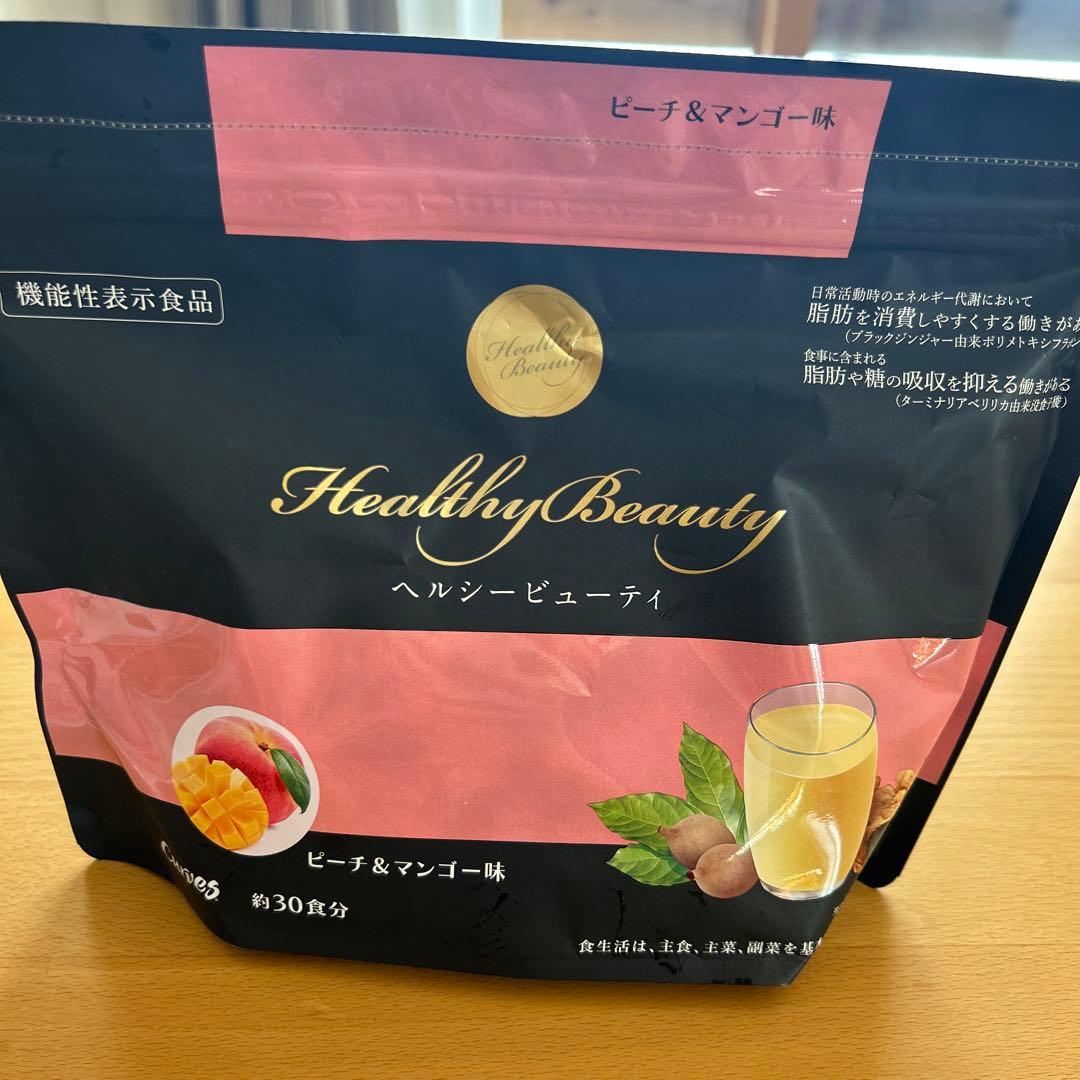 ピーチ&マンゴー味
機能性表示食品
日常活動時のエネルギー代謝において
脂肪を消費しやすくする働きがあ
(ブラックジンジャー由来ポリメトキシフラボン
食事に含まれる
脂肪や糖の吸収を抑える働きがある
(ターミナリアベリリカ由来没食子酸)
Healthy
Beauty
Healthy Beauty
ヘルシービューティ
ピーチ&マンゴー味
Curves
約30食分
食生活は、主食、主菜、副菜を基